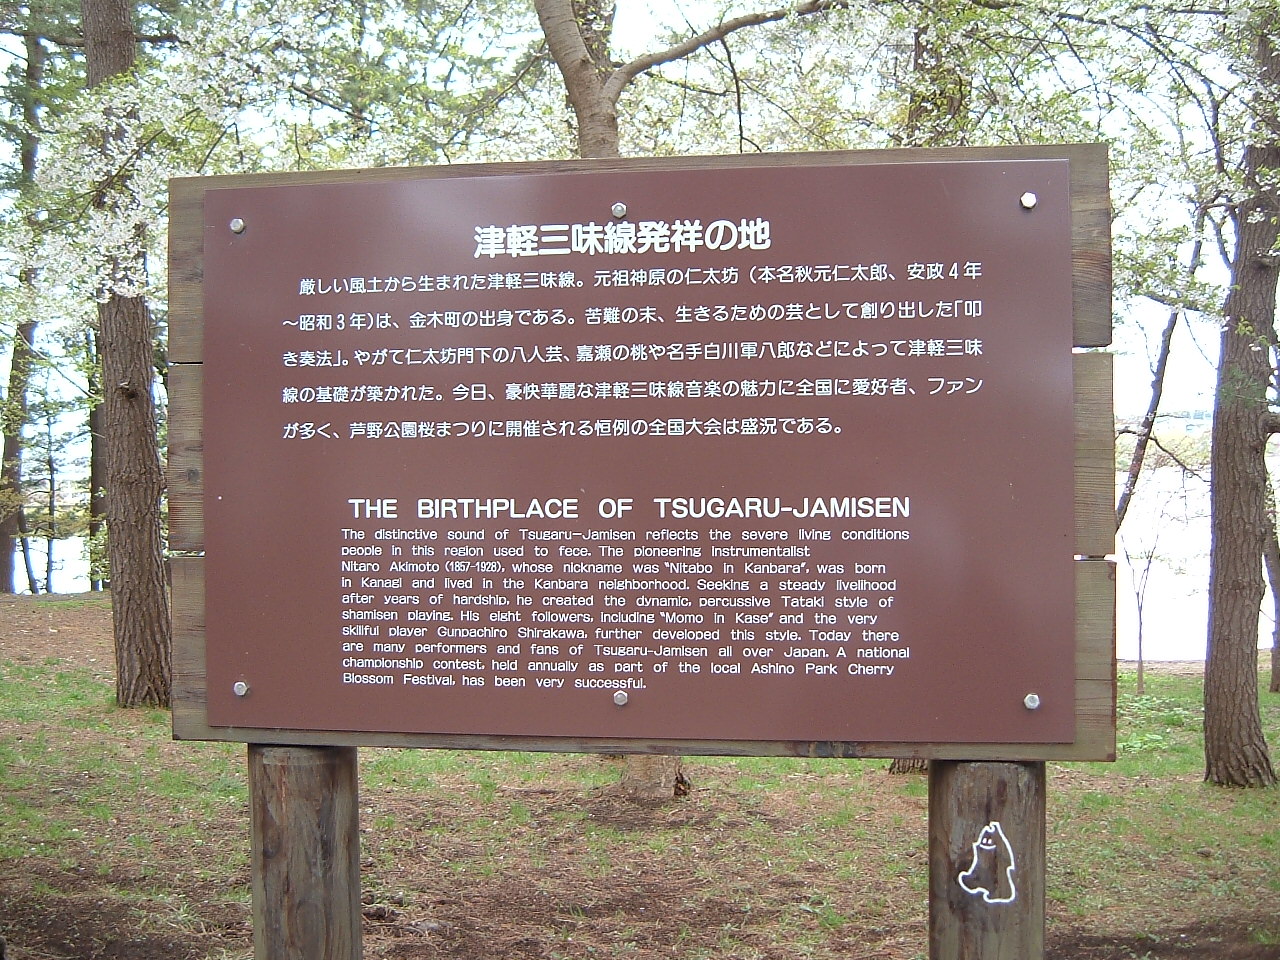 津軽三味線発祥の地
厳しい風土から生まれた津軽三味線。元祖神原の仁太坊（本名秋元仁太郎、安政4年
～昭和3年)は、金木町の出身である。苦難の末、生きるための芸として創り出した「叩
き奏法」。やがて仁太坊門下の八人芸、嘉瀬の桃や名手白川軍八郎などによって津軽三味
線の基礎が築かれた。今日、豪快華麗な津軽三味線音楽の魅力に全国に愛好者、ファン
が多く、芦野公園桜まつりに開催される恒例の全国大会は盛況である。
THE BIRTHPLACE OF TSUGARU-JAMISEN
The distinctive sound of Tsugaru-Jamisen reflects the severe living conditions
people in this region used to fece. The pioneering instrumentalist
Nitaro Akimoto (1857-1928), whose nickname was "Nitabo in Kanbara", was born
in Kanagi and lived in the Kanbara neighborhood. Seeking a steady livelihood
after years of hardship, he created the dynamic, percussive Tataki style of
shamisen playing. His eight followers, including "Momo in Kase" and the very
skillful player Gunpachiro Shirakawa, further developed this style. Today there
are many performers and fans of Tsugaru-Jamisen all over Japan. A national
championship contest, held annually as part of the local Ashino Park Cherry
Blossom Festival, has been very successful.